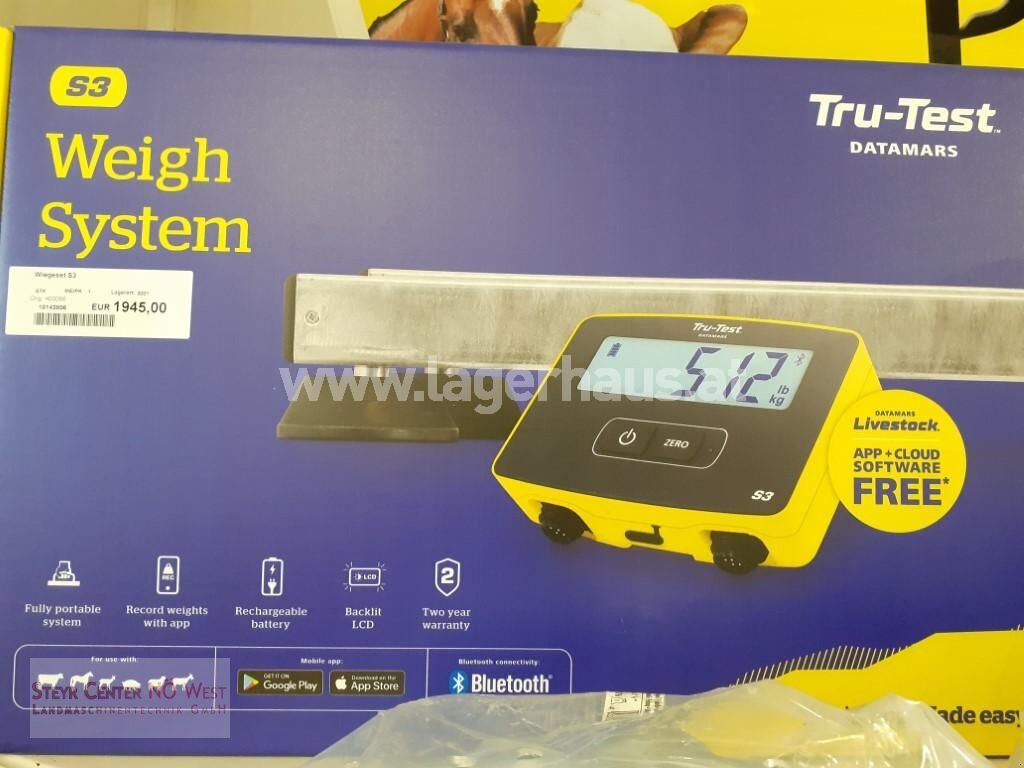 S3
Weigh
System
Tru-Test
DATAMARS
Wiegeset S3
EUR 1945,00
www.lagerhaus.at
Tru-Test
DATAMARS
512
lb
kg
ZERO
S3
DATAMARS
Livestock
APP + CLOUD
SOFTWARE
FREE*
REC
LCD
2
Fully portable
system
Record weights
with app
Rechargeable
battery
Backlit
LCD
Two year
warranty
For use with:
Mobile app:
Bluetooth connectivity:
GET IT ON
Google Play
Download on the
App Store
Bluetooth
STEYR CENTER NÖ WEST
LANDMASCHINENTECHNIK GMBH
ade easy